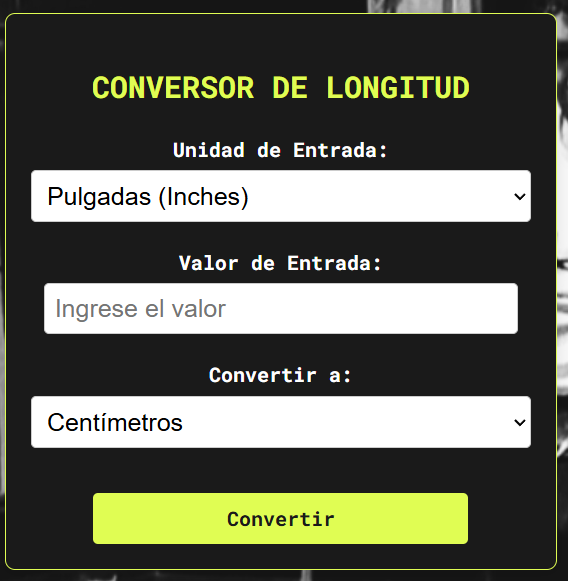 CONVERSOR DE LONGITUD
Unidad de Entrada:
Pulgadas (Inches)
Valor de Entrada:
Ingrese el valor
Convertir a:
Centímetros
Convertir